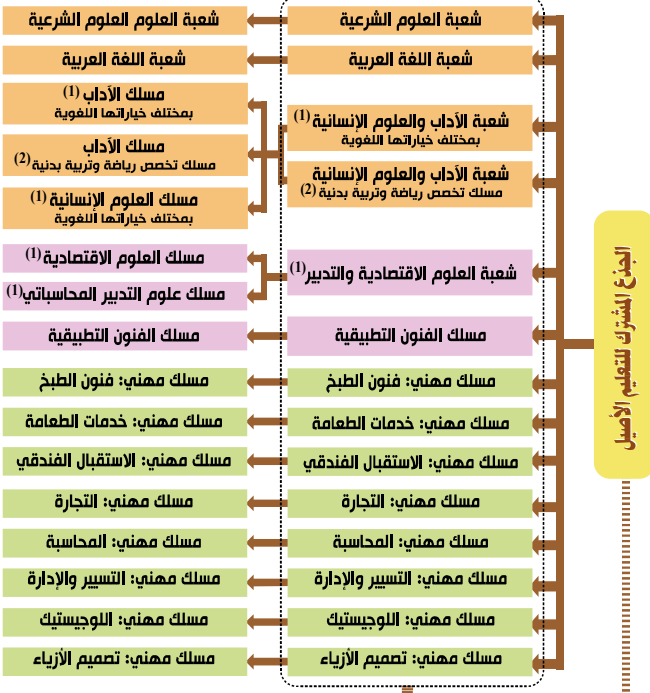 الجذع المشترك للتعليم الأصيل
شعبة العلوم الشرعية
شعبة العلوم العلوم الشرعية
شعبة اللغة العربية
شعبة اللغة العربية
شعبة الآداب والعلوم الإنسانية (1)
بمختلف خياراتها اللغوية
شعبة الآداب والعلوم الإنسانية
مسلك تخصص رياضة وتربية بدنية (2)
مسلك الآداب (1)
بمختلف خياراتها اللغوية
مسلك الآداب
مسلك تخصص رياضة وتربية بدنية (2)
مسلك العلوم الإنسانية (1)
بمختلف خياراتها اللغوية
شعبة العلوم الاقتصادية والتدبير (1)
مسلك العلوم الاقتصادية (1)
مسلك علوم التدبير المحاسباتي (1)
مسلك الفنون التطبيقية
مسلك الفنون التطبيقية
مسلك مهني: فنون الطبخ
مسلك مهني: فنون الطبخ
مسلك مهني: خدمات الطعامة
مسلك مهني: خدمات الطعامة
مسلك مهني: الاستقبال الفندقي
مسلك مهني: الاستقبال الفندقي
مسلك مهني: التجارة
مسلك مهني: التجارة
مسلك مهني: المحاسبة
مسلك مهني: المحاسبة
مسلك مهني: التسيير والإدارة
مسلك مهني: التسيير والإدارة
مسلك مهني: اللوجيستيك
مسلك مهني: اللوجيستيك
مسلك مهني: تصميم الأزياء
مسلك مهني: تصميم الأزياء